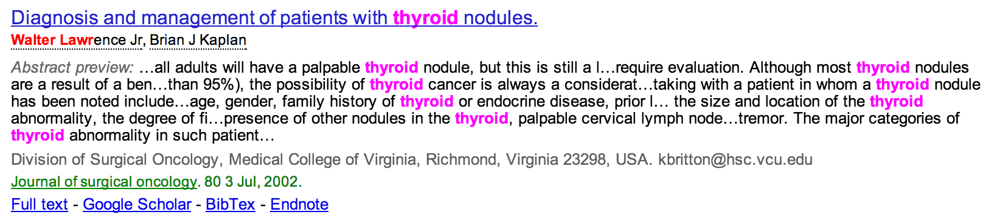 Diagnosis and management of patients with thyroid nodules.
Walter Lawrence Jr, Brian J Kaplan
Abstract preview: …all adults will have a palpable thyroid nodule, but this is still a l…require evaluation. Although most thyroid nodules
are a result of a ben…than 95%), the possibility of thyroid cancer is always a considerat…taking with a patient in whom a thyroid nodule
has been noted include…age, gender, family history of thyroid or endocrine disease, prior l… the size and location of the thyroid
abnormality, the degree of fi…presence of other nodules in the thyroid, palpable cervical lymph node…tremor. The major categories of
thyroid abnormality in such patient…
Division of Surgical Oncology, Medical College of Virginia, Richmond, Virginia 23298, USA. kbritton@hsc.vcu.edu
Journal of surgical oncology. 80 3 Jul, 2002.
Full text - Google Scholar - BibTex - Endnote